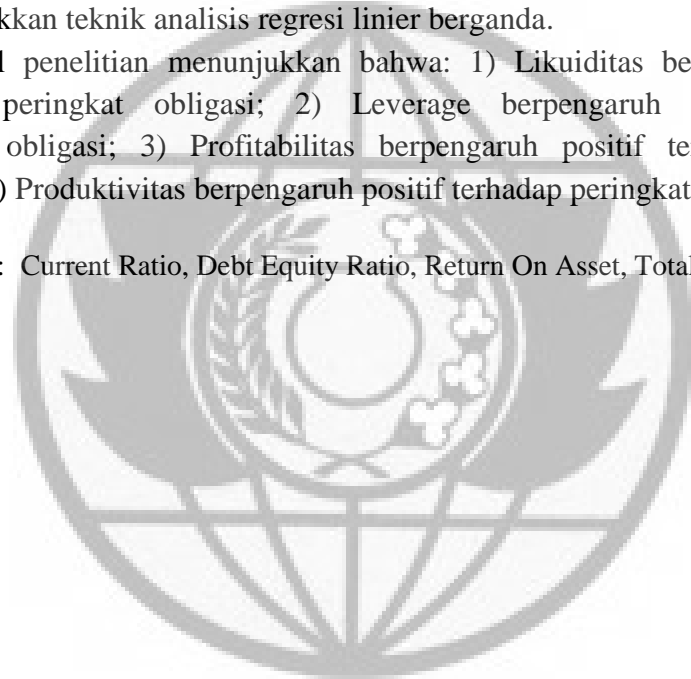 kkan teknik analisis regresi linier berganda.
l penelitian menunjukkan bahwa: 1) Likuiditas be
peringkat obligasi; 2) Leverage berpengaruh
obligasi; 3) Profitabilitas berpengaruh positif te
) Produktivitas berpengaruh positif terhadap peringkat
: Current Ratio, Debt Equity Ratio, Return On Asset, Total